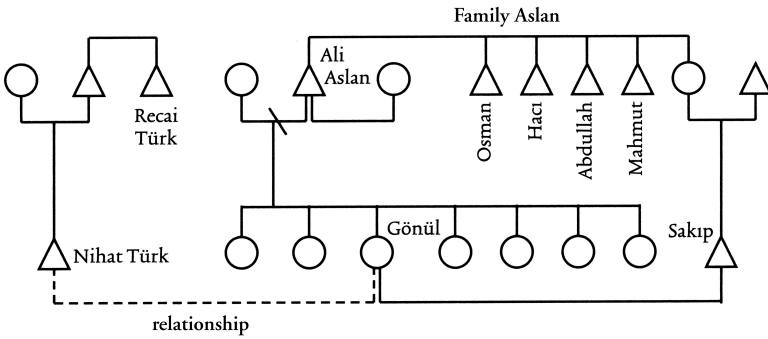 Family Aslan
Ali
Aslan
Recai
Türk
Osman
Hacı
Abdullah
Mahmut
Gönül
Sakıp
Nihat Türk
relationship